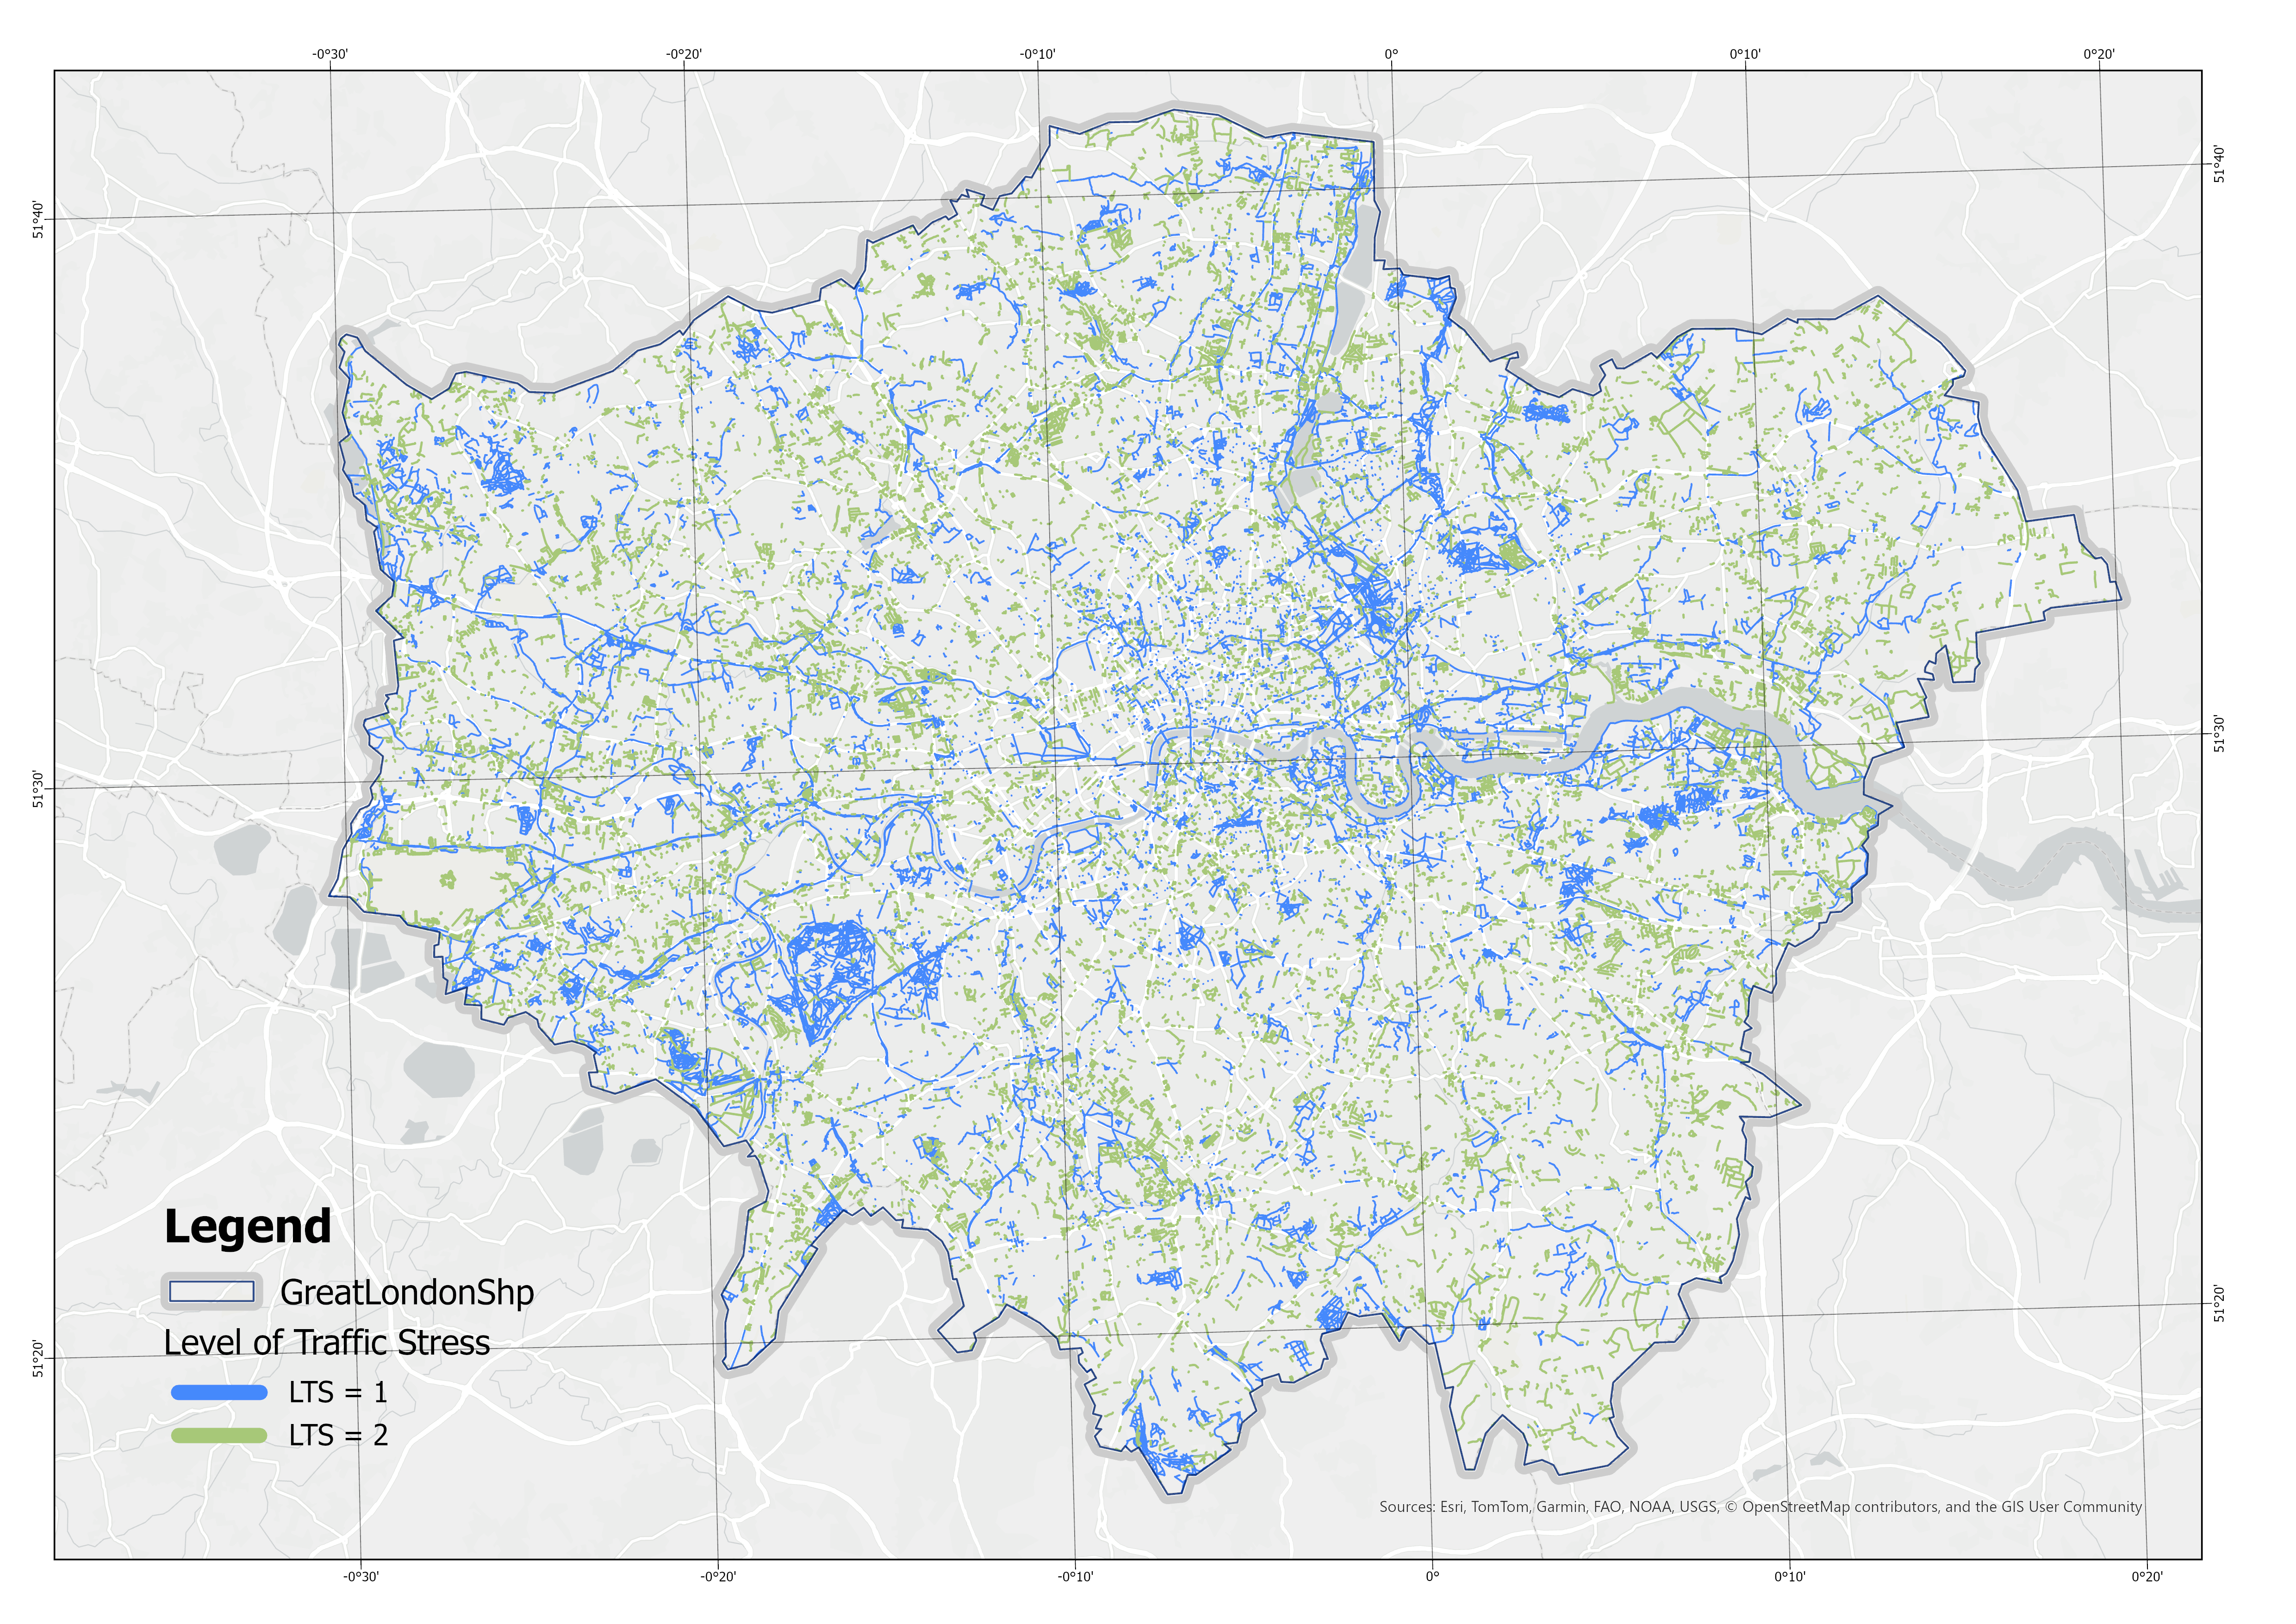 -0°30' -0°20' -0°10' 0° 0°10' 0°20'
51°40' 51°40'
51°30' 51°30'
51°20' 51°20'
Legend
GreatLondonShp
Level of Traffic Stress
LTS = 1
LTS = 2
Sources: Esri, TomTom, Garmin, FAO, NOAA, USGS, © OpenStreetMap contributors, and the GIS User Community
-0°30' -0°20' -0°10' 0° 0°10' 0°20'